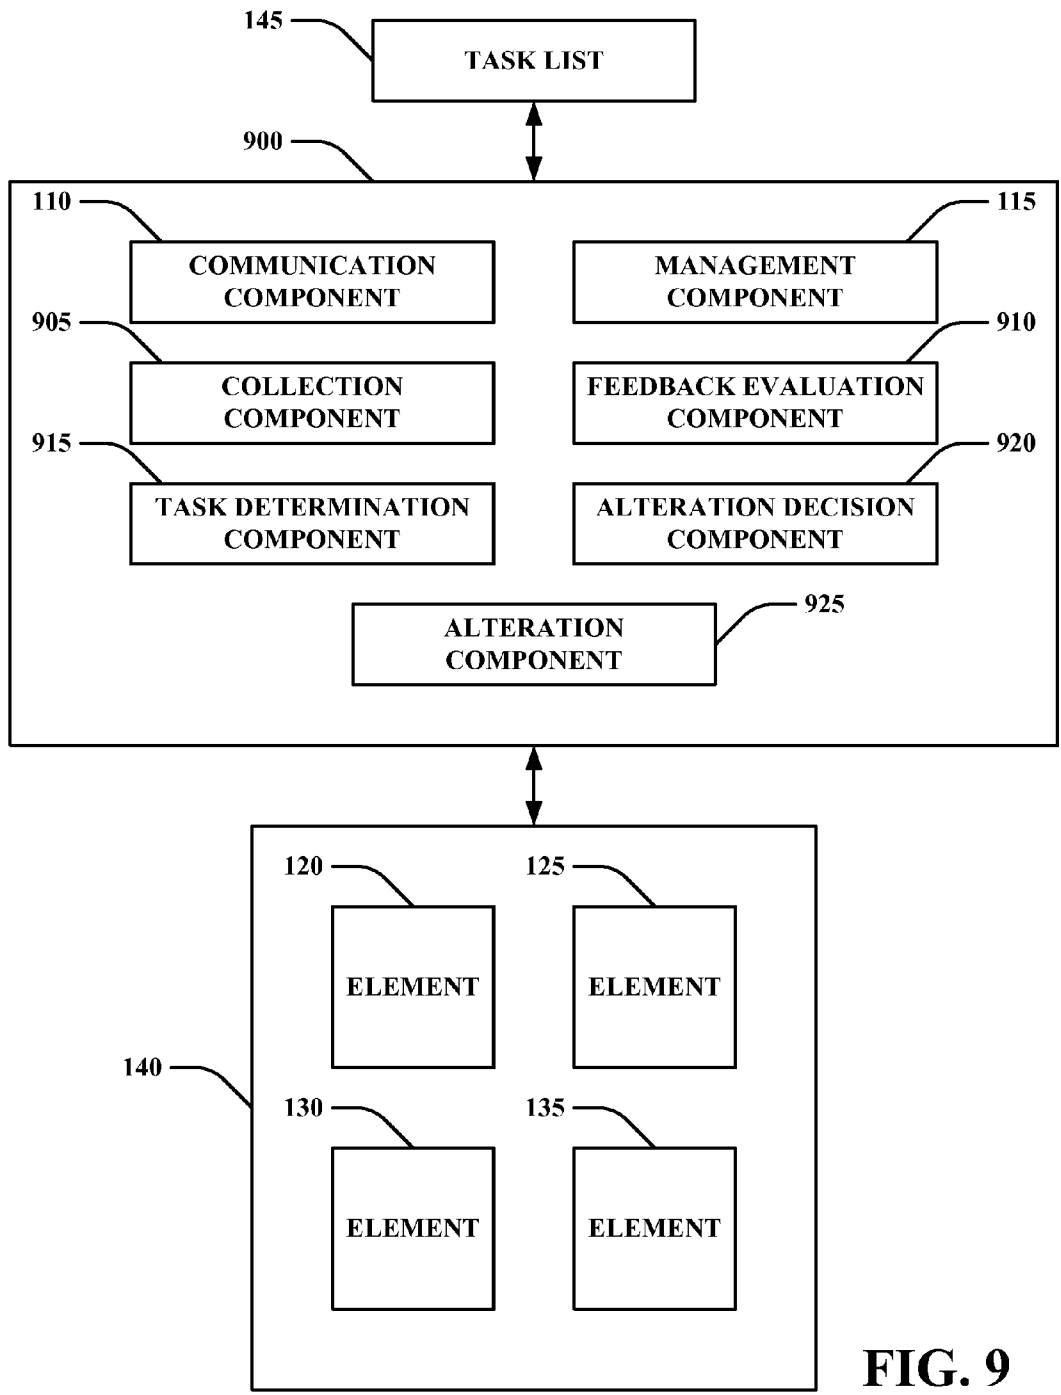 145
TASK LIST
900
110
115
COMMUNICATION
COMPONENT
MANAGEMENT
COMPONENT
905
910
COLLECTION
COMPONENT
FEEDBACK EVALUATION
COMPONENT
915
920
TASK DETERMINATION
COMPONENT
ALTERATION DECISION
COMPONENT
925
ALTERATION
COMPONENT
120
125
ELEMENT
ELEMENT
140
130
135
ELEMENT
ELEMENT
FIG. 9